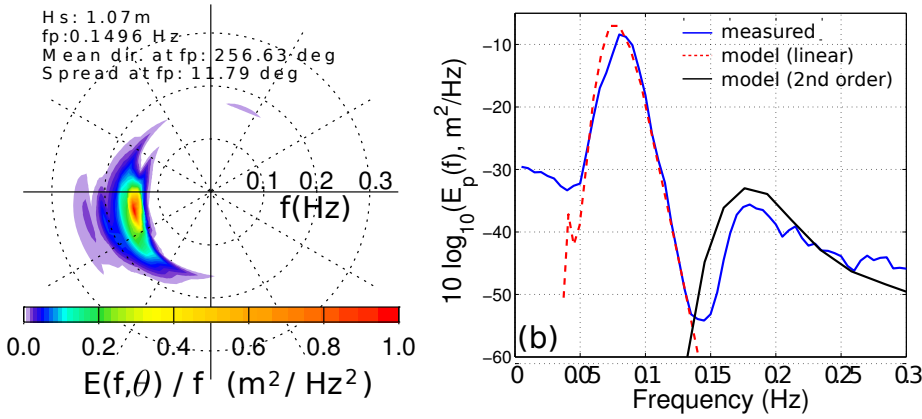 Hs: 1.07m
fp:0.1496 Hz
Mean dir. at fp: 256.63 deg
Spread at fp: 11.79 deg
0.1 0.2 0.3
f(Hz)
0.0 0.2 0.4 0.6 0.8 1.0
E(f,θ) / f (m²/ Hz²)
measured
model (linear)
model (2nd order)
−10
−20
−30
−40
−50
−60
10 log₁₀(Eₚ(f), m²/Hz)
(b)
0 0.05 0.1 0.15 0.2 0.25 0.3
Frequency (Hz)